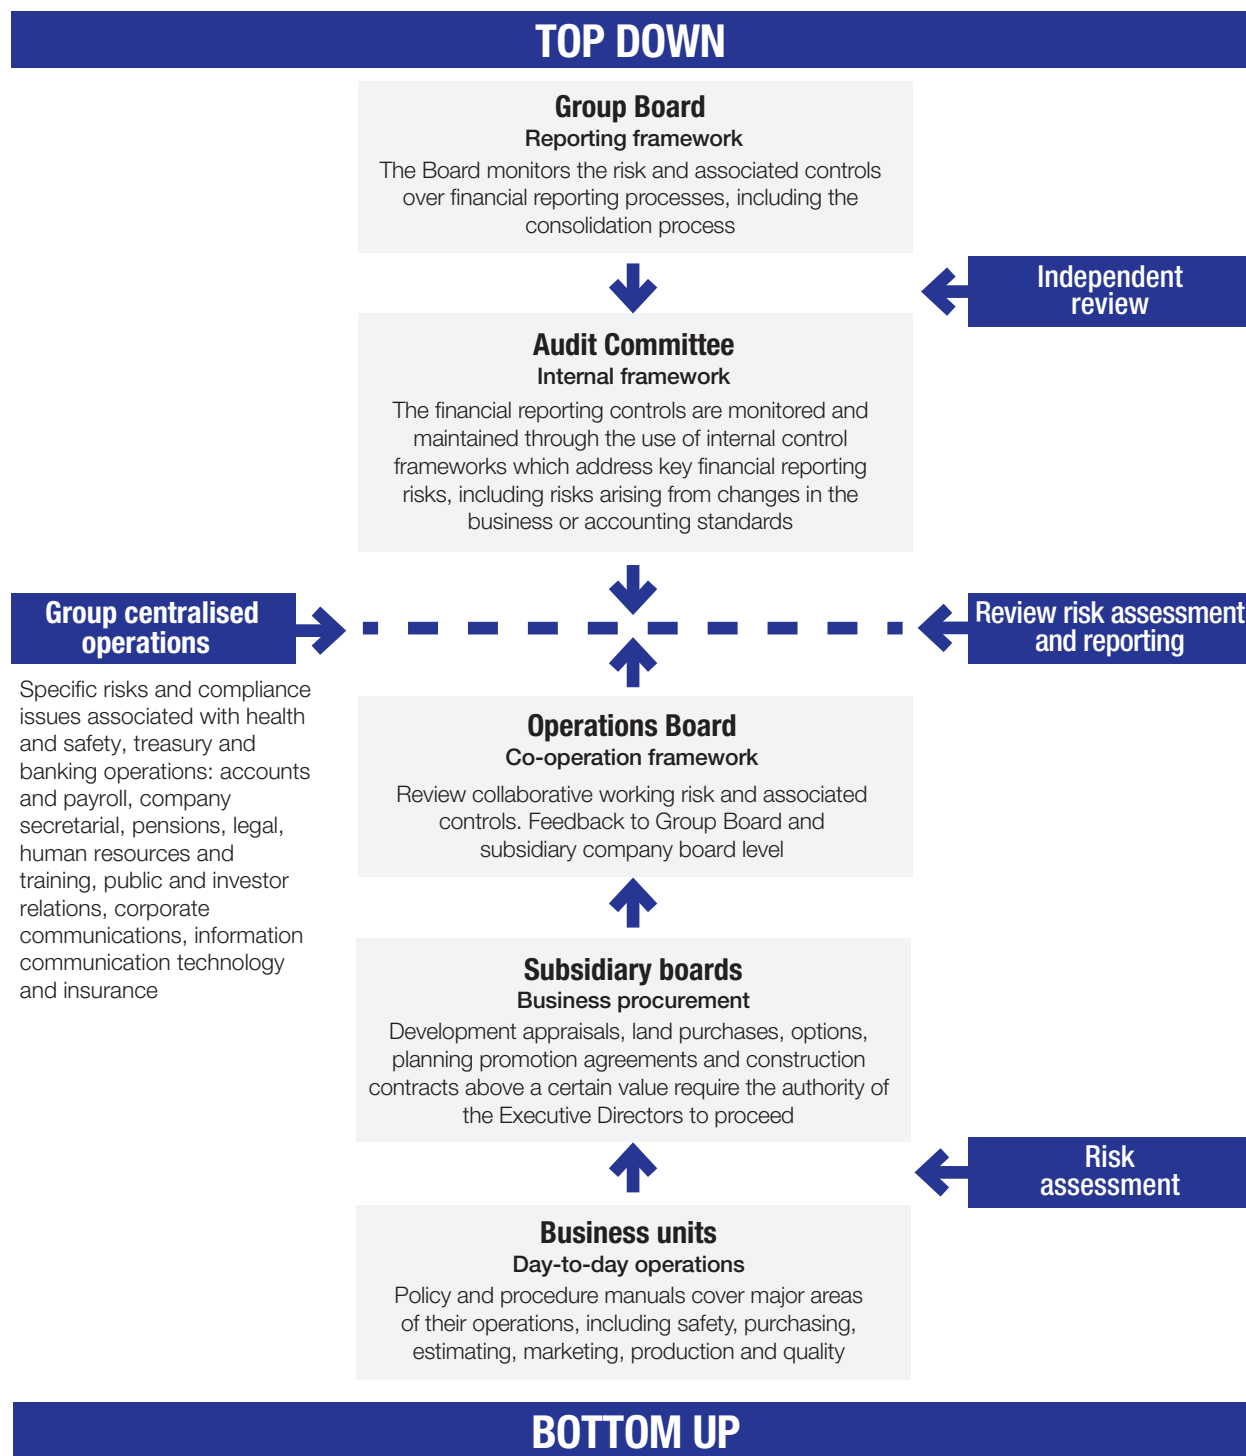 TOP DOWN
Group Board
Reporting framework
The Board monitors the risk and associated controls
over financial reporting processes, including the
consolidation process
Independent
review
Audit Committee
Internal framework
The financial reporting controls are monitored and
maintained through the use of internal control
frameworks which address key financial reporting
risks, including risks arising from changes in the
business or accounting standards
Group centralised
operations
Specific risks and compliance
issues associated with health
and safety, treasury and
banking operations: accounts
and payroll, company
secretarial, pensions, legal,
human resources and
training, public and investor
relations, corporate
communications, information
communication technology
and insurance
Review risk assessment
and reporting
Operations Board
Co-operation framework
Review collaborative working risk and associated
controls. Feedback to Group Board and
subsidiary company board level
Subsidiary boards
Business procurement
Development appraisals, land purchases, options,
planning promotion agreements and construction
contracts above a certain value require the authority of
the Executive Directors to proceed
Risk
assessment
Business units
Day-to-day operations
Policy and procedure manuals cover major areas
of their operations, including safety, purchasing,
estimating, marketing, production and quality
BOTTOM UP